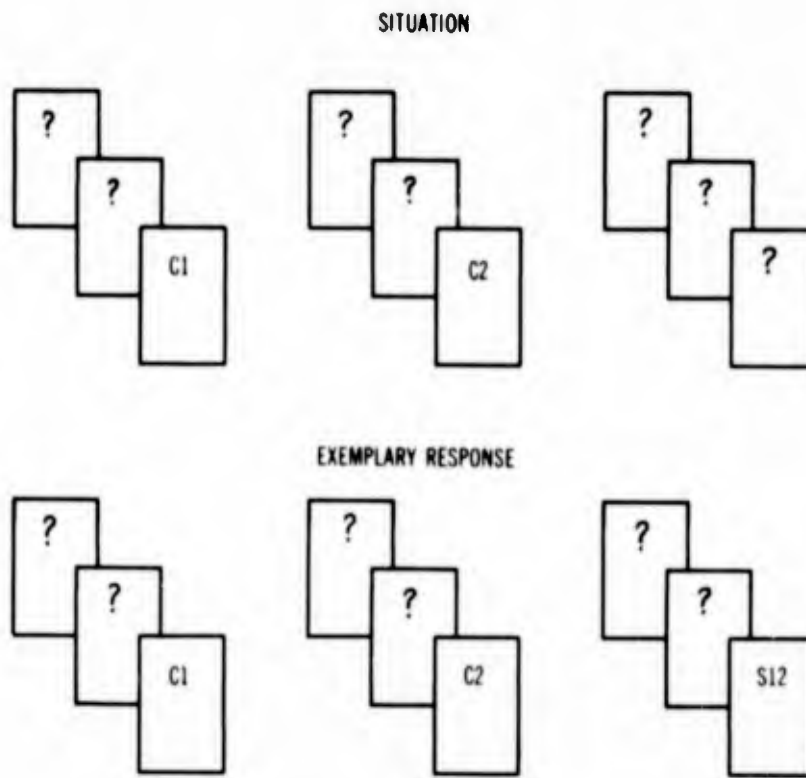 SITUATION
? ? ?
? ? ?
C1 C2 ?
EXEMPLARY RESPONSE
? ? ?
? ? ?
C1 C2 S12